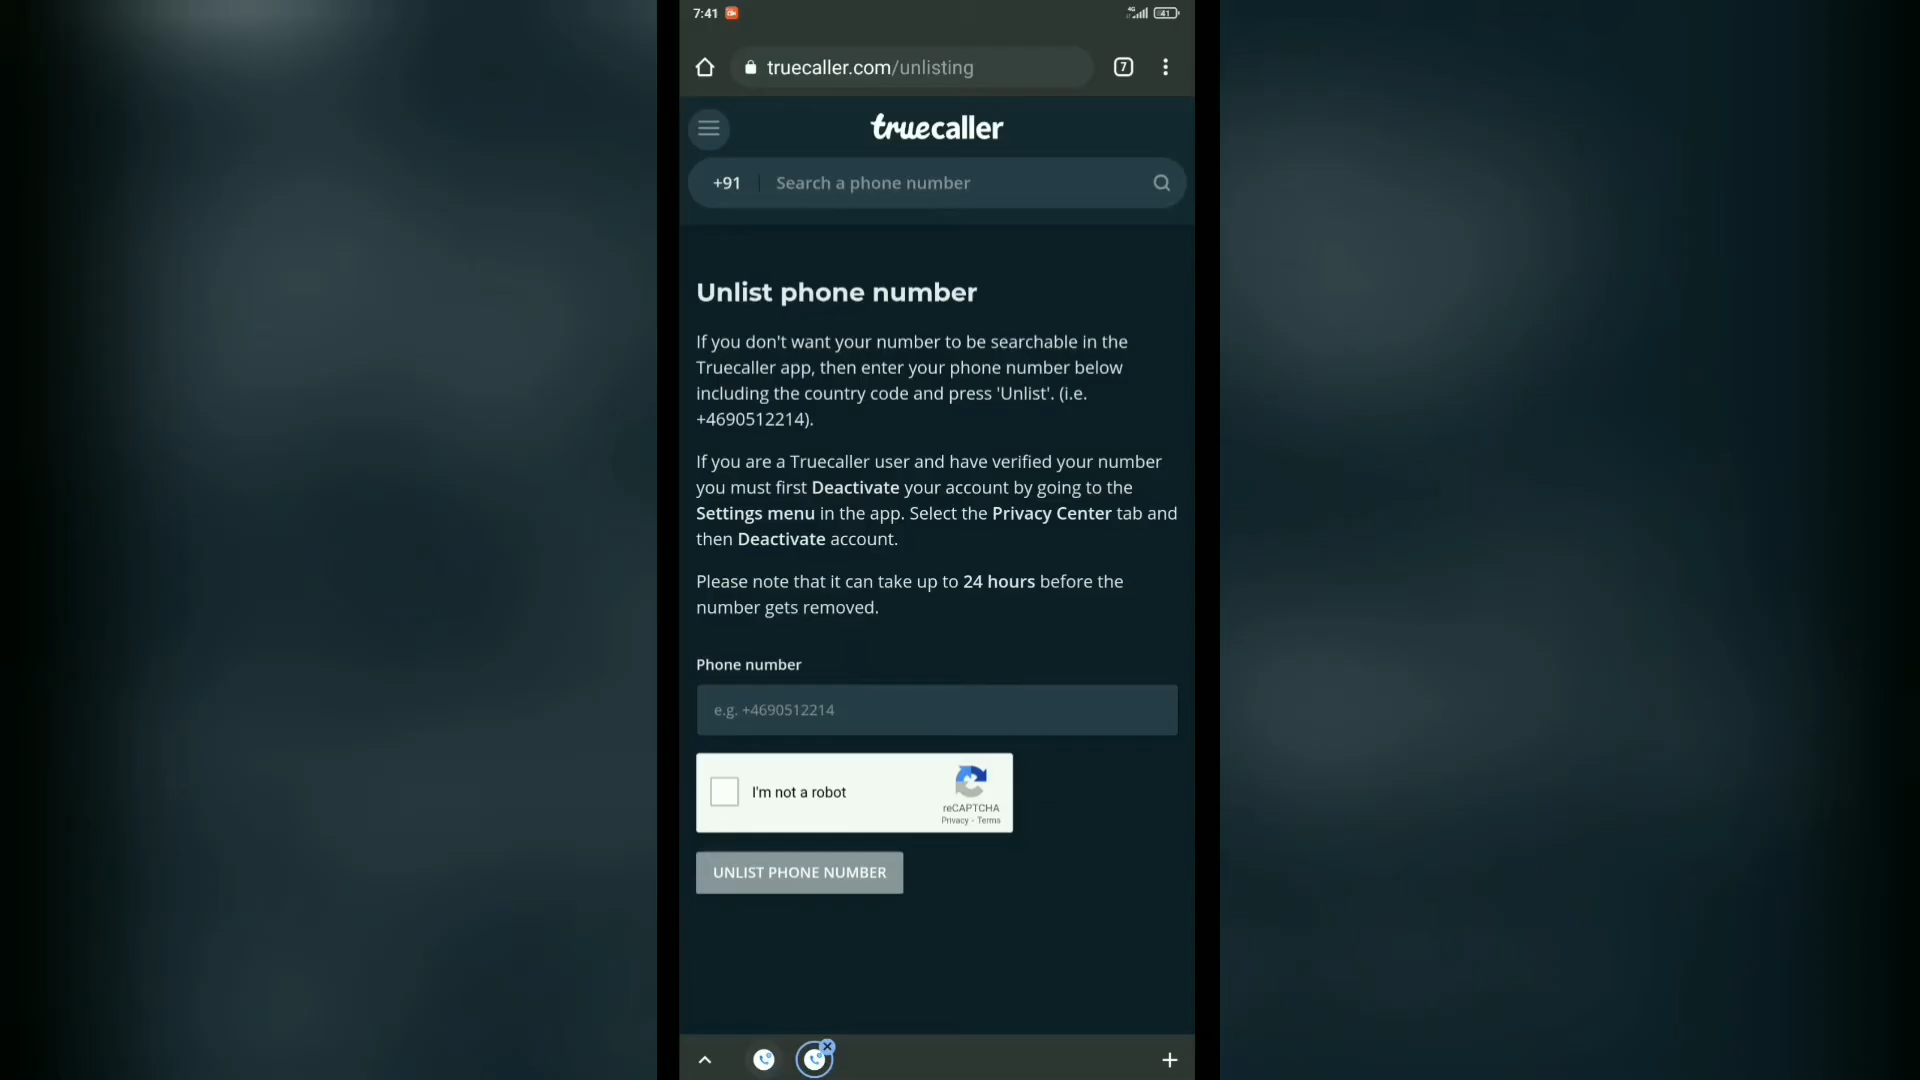 7:41
4G 41
truecaller.com/unlisting 7
truecaller
+91 Search a phone number
Unlist phone number
If you don't want your number to be searchable in the
Truecaller app, then enter your phone number below
including the country code and press 'Unlist'. (i.e.
+4690512214).
If you are a Truecaller user and have verified your number
you must first Deactivate your account by going to the
Settings menu in the app. Select the Privacy Center tab and
then Deactivate account.
Please note that it can take up to 24 hours before the
number gets removed.
Phone number
e.g. +4690512214
I'm not a robot
reCAPTCHA
Privacy - Terms
UNLIST PHONE NUMBER